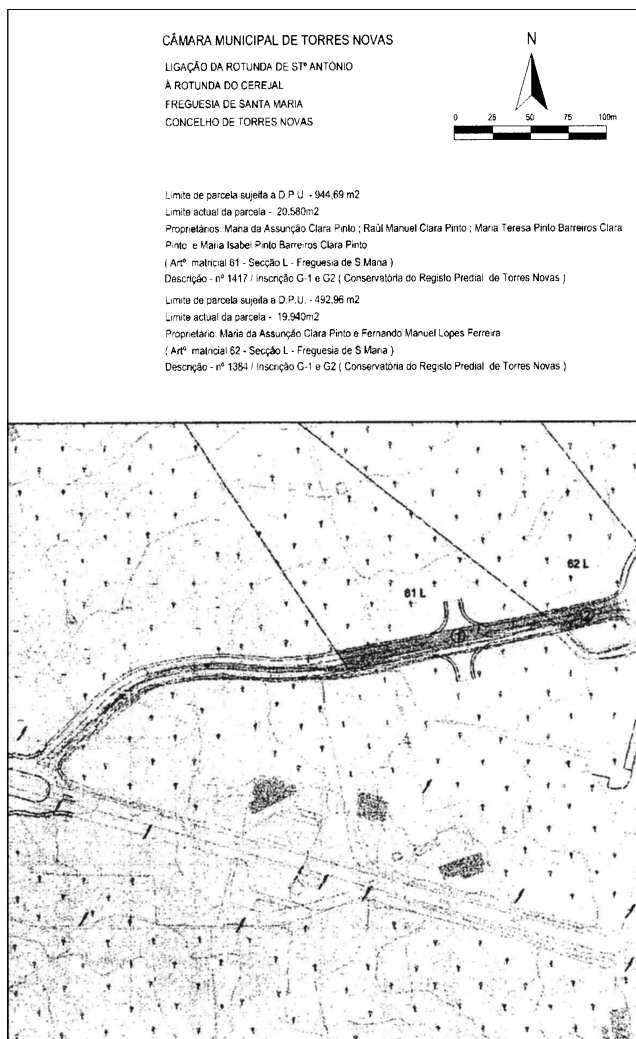 CÂMARA MUNICIPAL DE TORRES NOVAS
LIGAÇÃO DA ROTUNDA DE STº ANTÓNIO
À ROTUNDA DO CEREJAL
FREGUESIA DE SANTA MARIA
CONCELHO DE TORRES NOVAS
N
0 25 50 75 100m
Limite de parcela sujeita a D.P.U. - 944,69 m2
Limite actual da parcela - 20.580m2
Proprietários: Maria da Assunção Clara Pinto ; Raúl Manuel Clara Pinto ; Maria Teresa Pinto Barreiros Clara
Pinto e Maria Isabel Pinto Barreiros Clara Pinto
( Artº matricial 61 - Secção L - Freguesia de S.Maria )
Descrição - nº 1417 / Inscrição G-1 e G2 ( Conservatória do Registo Predial de Torres Novas )
Limite de parcela sujeita a D.P.U. - 492,96 m2
Limite actual da parcela - 19.940m2
Proprietário: Maria da Assunção Clara Pinto e Fernando Manuel Lopes Ferreira
( Artº matricial 62 - Secção L - Freguesia de S.Maria )
Descrição - nº 1384 / Inscrição G-1 e G2 ( Conservatória do Registo Predial de Torres Novas )
62 L
61 L